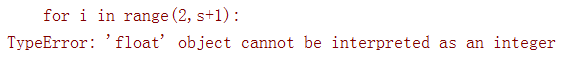 for i in range(2,s+1):
TypeError: 'float' object cannot be interpreted as an integer